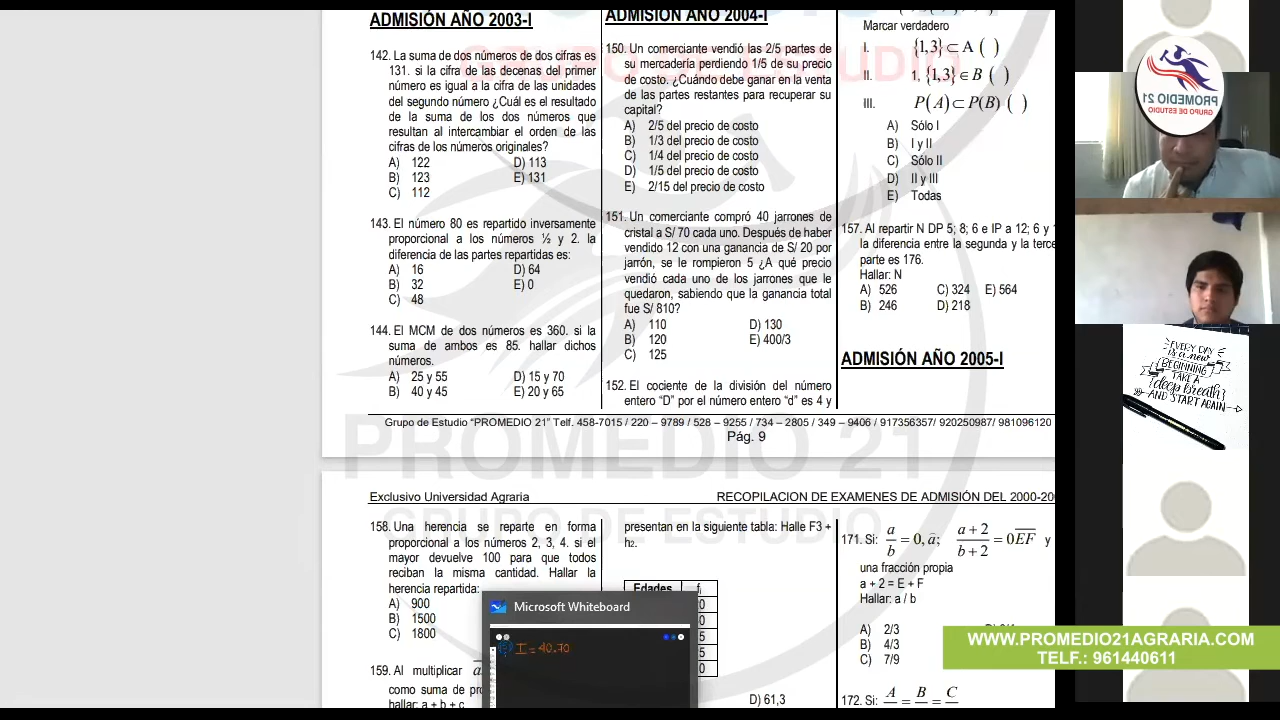 ADMISIÓN AÑO 2003-I
142. La suma de dos números de dos cifras es
131. si la cifra de las decenas del primer
número es igual a la cifra de las unidades
del segundo número ¿Cuál es el resultado
de la suma de los dos números que
resultan al intercambiar el orden de las
cifras de los números originales?
A) 122 D) 113
B) 123 E) 131
C) 112
143. El número 80 es repartido inversamente
proporcional a los números ½ y 2. la
diferencia de las partes repartidas es:
A) 16 D) 64
B) 32 E) 0
C) 48
144. El MCM de dos números es 360. si la
suma de ambos es 85. hallar dichos
números.
A) 25 y 55 D) 15 y 70
B) 40 y 45 E) 20 y 65
ADMISIÓN AÑO 2004-I
150. Un comerciante vendió las 2/5 partes de
su mercadería perdiendo 1/5 de su precio
de costo. ¿Cuándo debe ganar en la venta
de las partes restantes para recuperar su
capital?
A) 2/5 del precio de costo
B) 1/3 del precio de costo
C) 1/4 del precio de costo
D) 1/5 del precio de costo
E) 2/15 del precio de costo
151. Un comerciante compró 40 jarrones de
cristal a S/ 70 cada uno. Después de haber
vendido 12 con una ganancia de S/ 20 por
jarrón, se le rompieron 5 ¿A qué precio
vendió cada uno de los jarrones que le
quedaron, sabiendo que la ganancia total
fue S/ 810?
A) 110 D) 130
B) 120 E) 400/3
C) 125
152. El cociente de la división del número
entero “D” por el número entero “d” es 4 y
Marcar verdadero
I. {1,3} ⊂ A ( )
II. 1, {1,3} ∈ B ( )
III. P(A) ⊂ P(B) ( )
A) Sólo I
B) I y II
C) Sólo II
D) II y III
E) Todas
157. Al repartir N DP 5; 8; 6 e IP a 12; 6 y
la diferencia entre la segunda y la terce
parte es 176.
Hallar: N
A) 526 C) 324 E) 564
B) 246 D) 218
ADMISIÓN AÑO 2005-I
Grupo de Estudio “PROMEDIO 21” Telf. 458-7015 / 220 – 9789 / 528 – 9255 / 734 – 2805 / 349 – 9406 / 917356357/ 920250987/ 981096120
Pág. 9
PROMEDIO 21
GRUPO DE ESTUDIO
Exclusivo Universidad Agraria RECOPILACION DE EXAMENES DE ADMISIÓN DEL 2000-20
158. Una herencia se reparte en forma
proporcional a los números 2, 3, 4. si el
mayor devuelve 100 para que todos
reciban la misma cantidad. Hallar la
herencia repartida:
A) 900
B) 1500
C) 1800
159. Al multiplicar
como suma de
hallar: a + b + c
presentan en la siguiente tabla: Halle F3 +
h2.
Edades fi
D) 61,3
171. Si: a/b = 0, a; a + 2/b + 2 = 0EF y
una fracción propia
a + 2 = E + F
Hallar: a / b
A) 2/3
B) 4/3
C) 7/9
172. Si: A = B = C
Microsoft Whiteboard
I = 40.70
PROMEDIO 21
GRUPO DE ESTUDIO
EVERY DAY
is a new
BEGINNING
TAKE A
deep breath
AND START AGAIN
WWW.PROMEDIO21AGRARIA.COM
TELF.: 961440611